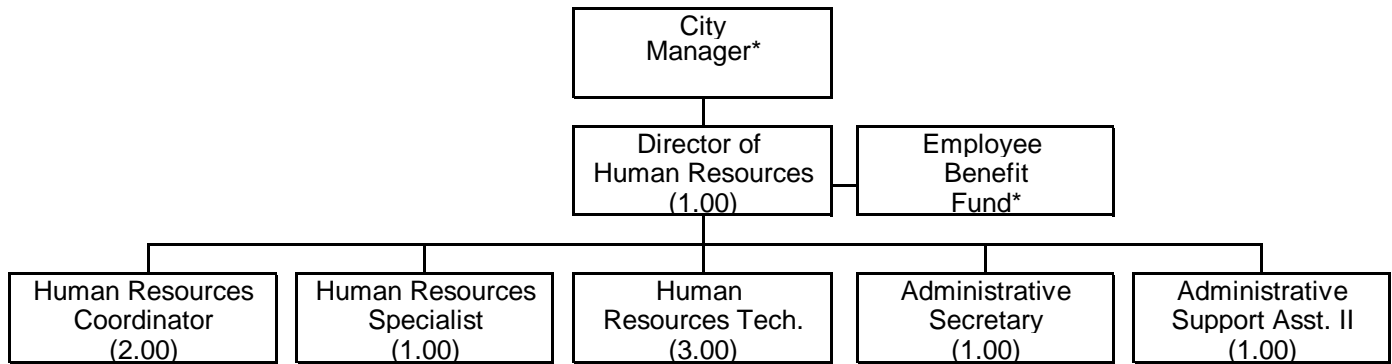 City
Manager*
Director of
Human Resources
(1.00)
Employee
Benefit
Fund*
Human Resources
Coordinator
(2.00)
Human Resources
Specialist
(1.00)
Human
Resources Tech.
(3.00)
Administrative
Secretary
(1.00)
Administrative
Support Asst. II
(1.00)